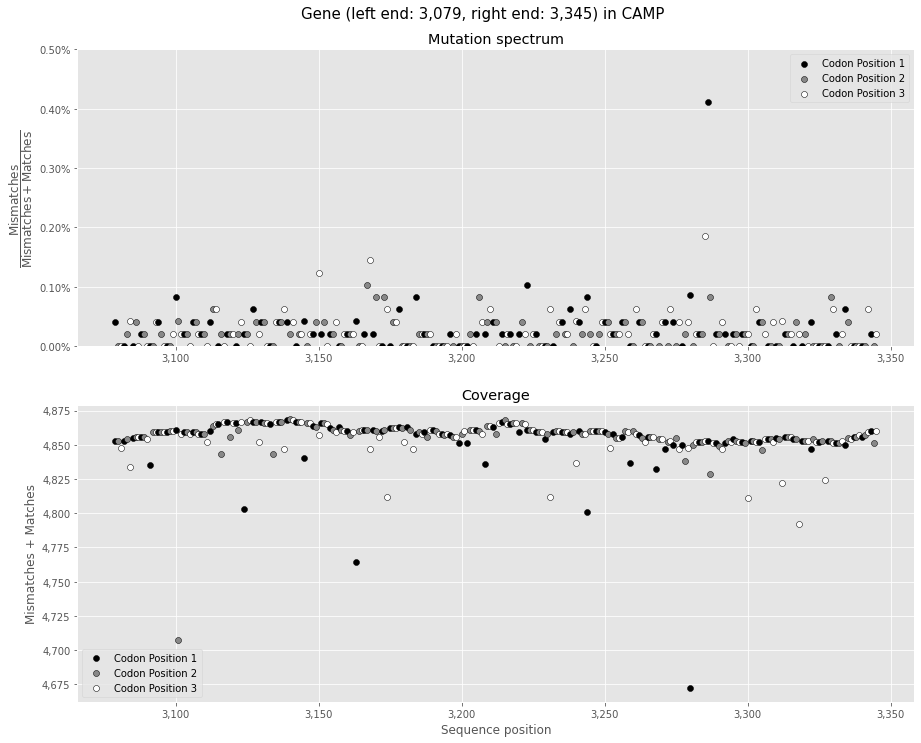 Gene (left end: 3,079, right end: 3,345) in CAMP
Mutation spectrum
0.50%
0.40%
0.30%
0.20%
0.10%
0.00%
Mismatches
Mismatches + Matches
Codon Position 1
Codon Position 2
Codon Position 3
3,100 3,150 3,200 3,250 3,300 3,350
Coverage
4,875
4,850
4,825
4,800
4,775
4,750
4,725
4,700
4,675
Mismatches + Matches
Codon Position 1
Codon Position 2
Codon Position 3
3,100 3,150 3,200 3,250 3,300 3,350
Sequence position